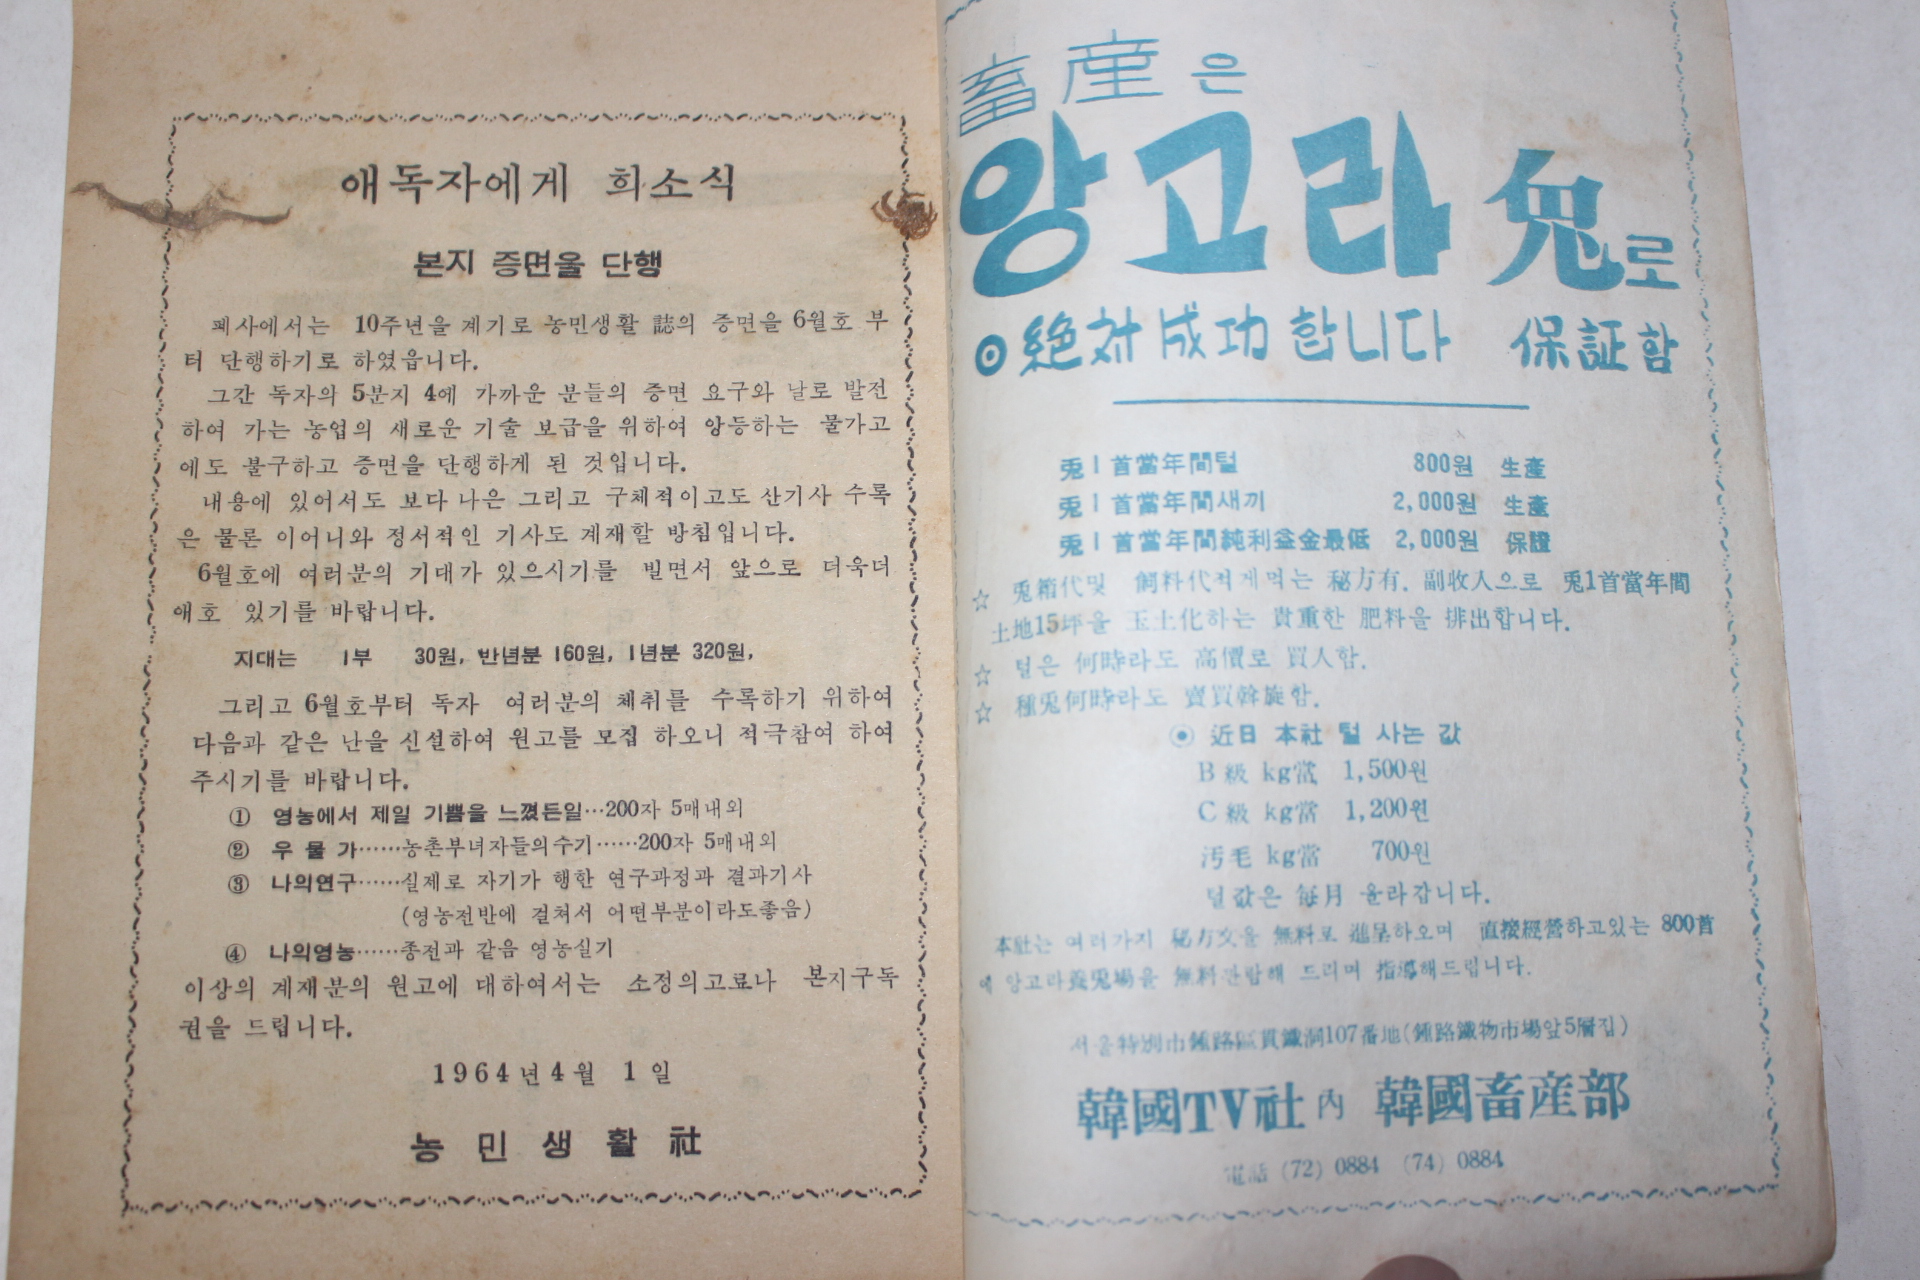 애독자에게 희소식
본지 증면을 단행
폐사에서는 10주년을 계기로 농민생활 誌의 증면을 6월호 부
터 단행하기로 하였읍니다.
그간 독자의 5분지 4에 가까운 분들의 증면 요구와 날로 발전
하여 가는 농업의 새로운 기술 보급을 위하여 앙등하는 물가고
에도 불구하고 증면을 단행하게 된 것입니다.
내용에 있어서도 보다 나은 그리고 구체적이고도 산기사 수록
은 물론 이어니와 정서적인 기사도 계재할 방침입니다.
6월호에 여러분의 기대가 있으시기를 빌면서 앞으로 더욱더
애호 있기를 바랍니다.
지대는 1부 30원, 반년분 160원, 1년분 320원,
그리고 6월호부터 독자 여러분의 체취를 수록하기 위하여
다음과 같은 난을 신설하여 원고를 모집 하오니 적극참여 하여
주시기를 바랍니다.
① 영농에서 제일 기쁨을 느꼈든일…200자 5매내외
② 우 물 가……농촌부녀자들의수기……200자 5매내외
③ 나의연구……실제로 자기가 행한 연구과정과 결과기사
(영농전반에 걸쳐서 어떤부분이라도좋음)
④ 나의영농……종전과 같음 영농실기
이상의 계재분의 원고에 대하여서는 소정의고료나 본지구독
권을 드립니다.
1964년 4월 1일
농 민 생 활 社
畜産은
앙고라 兎로
◉ 絶対成功합니다 保証함
兎1首當年間털 800원 生産
兎1首當年間새끼 2,000원 生産
兎1首當年間純利益金最低 2,000원 保證
☆ 兎箱代및 飼料代적게먹는 秘方有. 副收入으로 兎1首當年間
土地15坪을 玉土化하는 貴重한 肥料을 排出합니다.
☆ 털은 何時라도 高價로 買入함.
☆ 種兎何時라도 賣買斡旋함.
◉ 近日 本社 털 사는 값
B級 kg當 1,500원
C級 kg當 1,200원
汚毛 kg當 700원
털값은 每月 올라갑니다.
本社는 여러가지 秘方文을 無料로 進呈하오며 直接經營하고있는 800首
에 앙고라養兎場을 無料관람해 드리며 指導해드립니다.
서울特別市鍾路區貫鐵洞107番地(鍾路鐵物市場앞5層집)
韓國TV社 內 韓國畜産部
電話 (72) 0884 (74) 0884